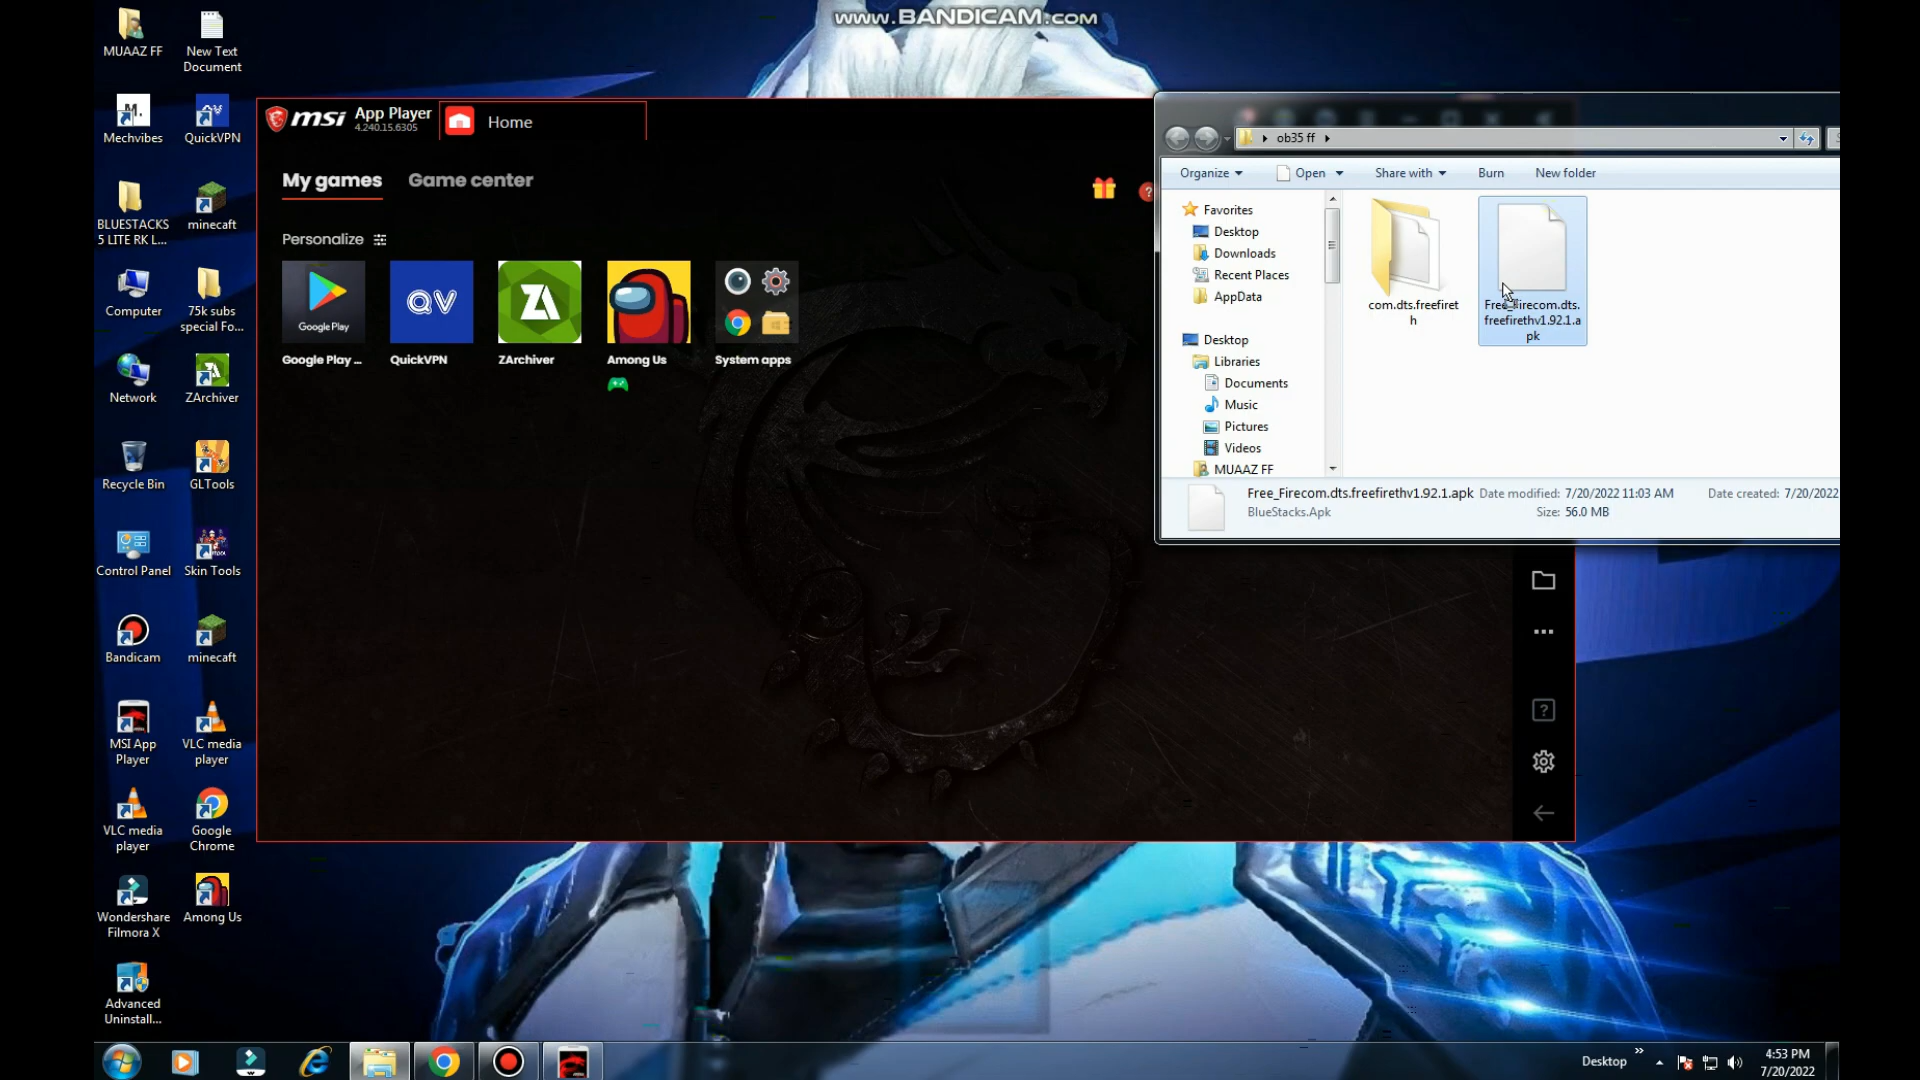 www.BANDICAM.com
MUAAZ FF
New Text
Document
Mechvibes
QuickVPN
BLUESTACKS
5 LITE RK L...
minecaft
Computer
75k subs
special Fo...
Network
ZArchiver
Recycle Bin
GLTools
Control Panel
Skin Tools
Bandicam
minecaft
MSI App
Player
VLC media
player
VLC media
player
Google
Chrome
Wondershare
Filmora X
Among Us
Advanced
Uninstall...
msi App Player
4.240.15.6305
Home
My games
Game center
Personalize
Google Play
Google Play ...
QV
QuickVPN
ZA
ZArchiver
Among Us
System apps
ob35 ff
Organize
Open
Share with
Burn
New folder
Favorites
Desktop
Downloads
Recent Places
AppData
Desktop
Libraries
Documents
Music
Pictures
Videos
MUAAZ FF
com.dts.freefiret
h
Free_Firecom.dts.
freefirethv1.92.1.a
pk
Free_Firecom.dts.freefirethv1.92.1.apk Date modified: 7/20/2022 11:03 AM Date created: 7/20/2022
BlueStacks.Apk Size: 56.0 MB
Desktop
4:53 PM
7/20/2022